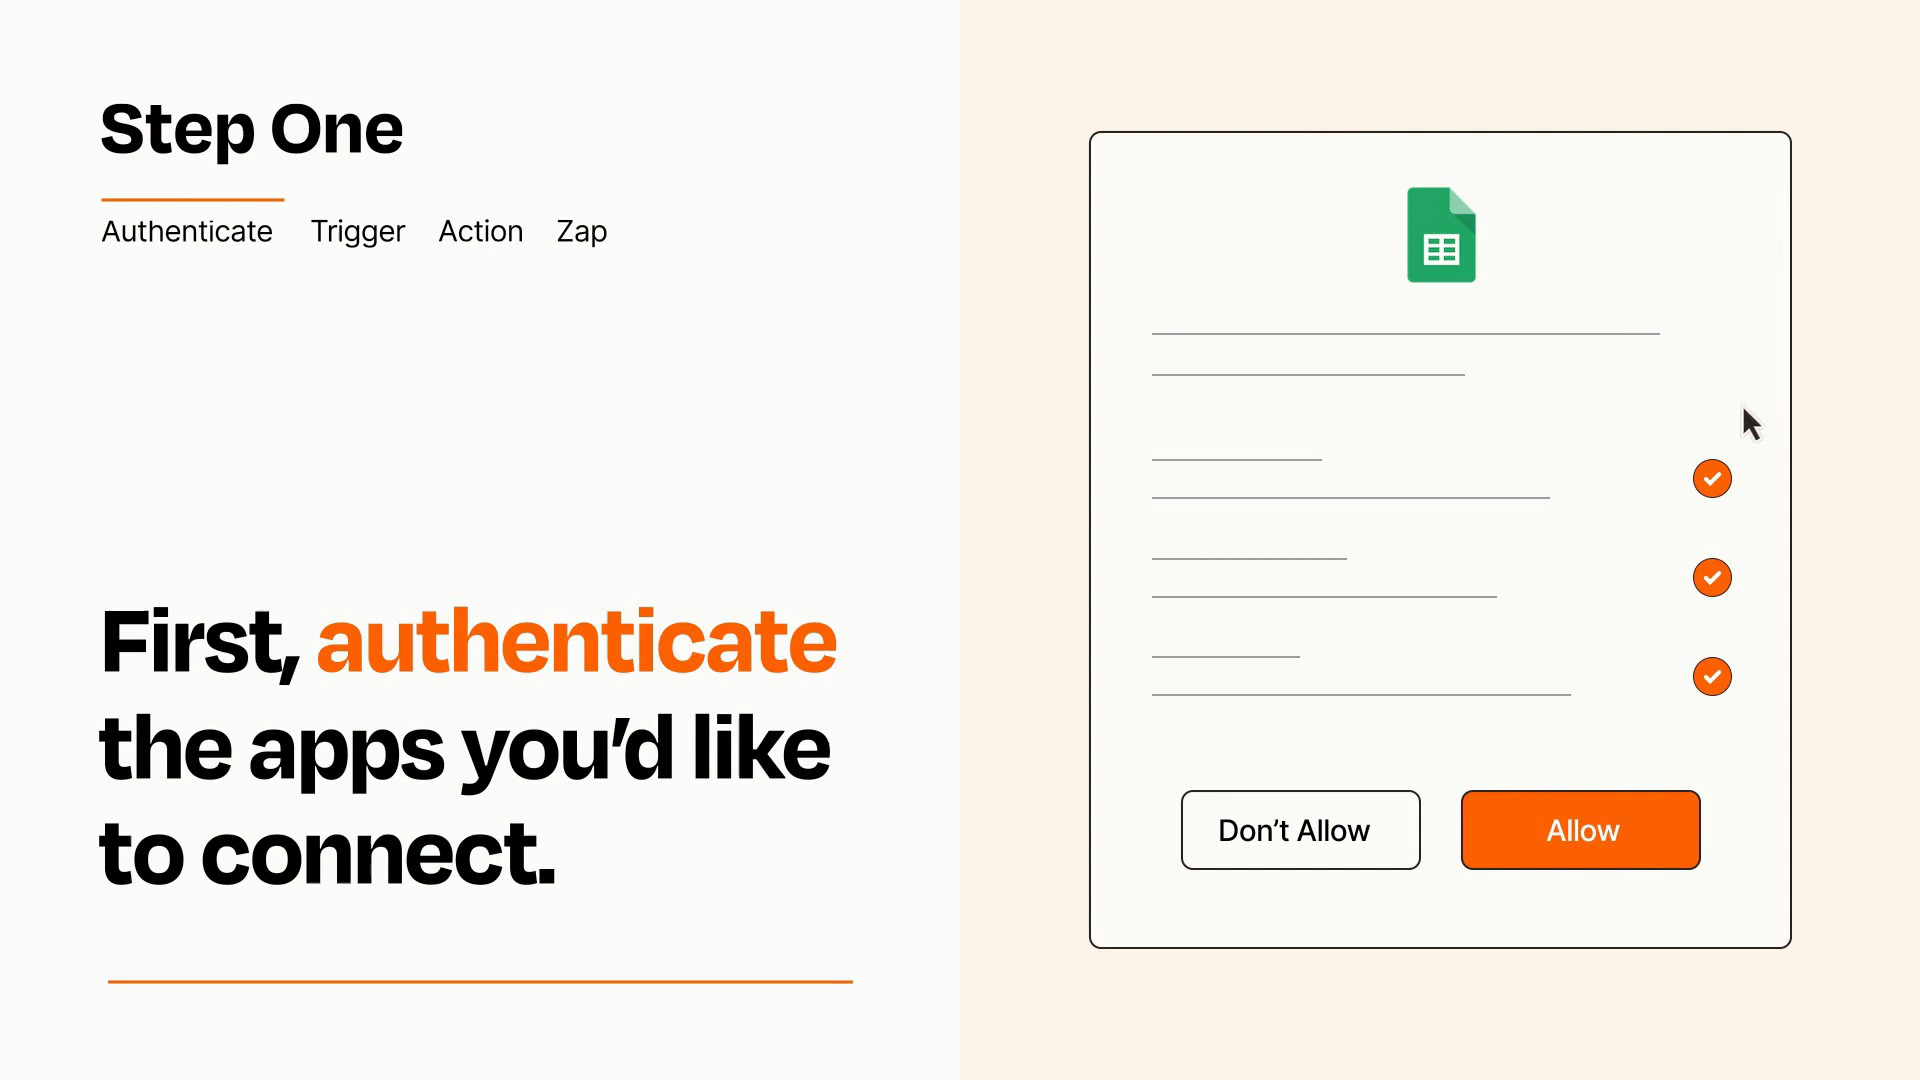 Step One
Authenticate Trigger Action Zap
First, authenticate
the apps you’d like
to connect.
Don’t Allow
Allow